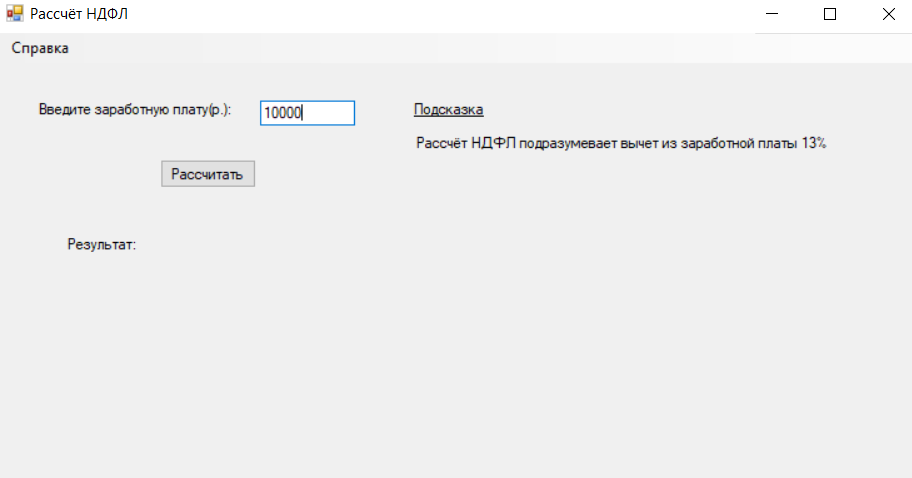 Рассчёт НДФЛ
Справка
Введите заработную плату(р.): 10000
Подсказка
Рассчёт НДФЛ подразумевает вычет из заработной платы 13%
Рассчитать
Результат: